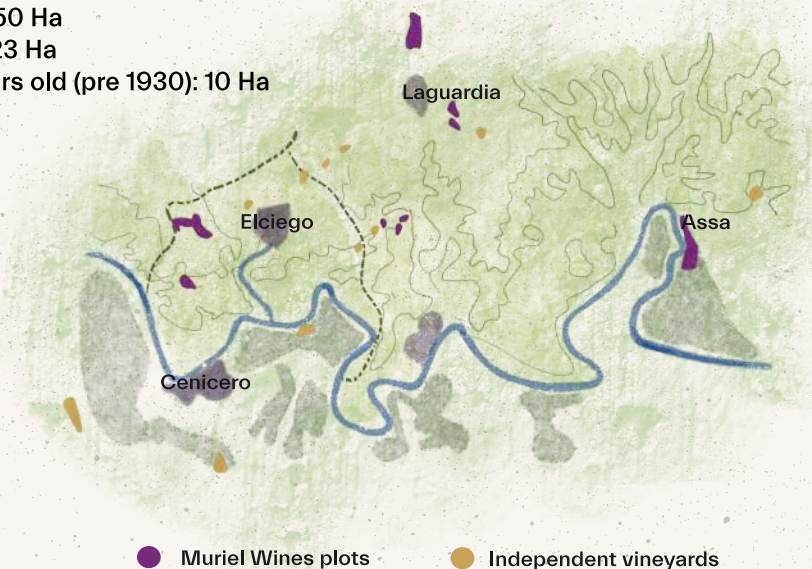 50 Ha
23 Ha
rs old (pre 1930): 10 Ha
Laguardia
Elciego
Assa
Cenicero
Muriel Wines plots
Independent vineyards